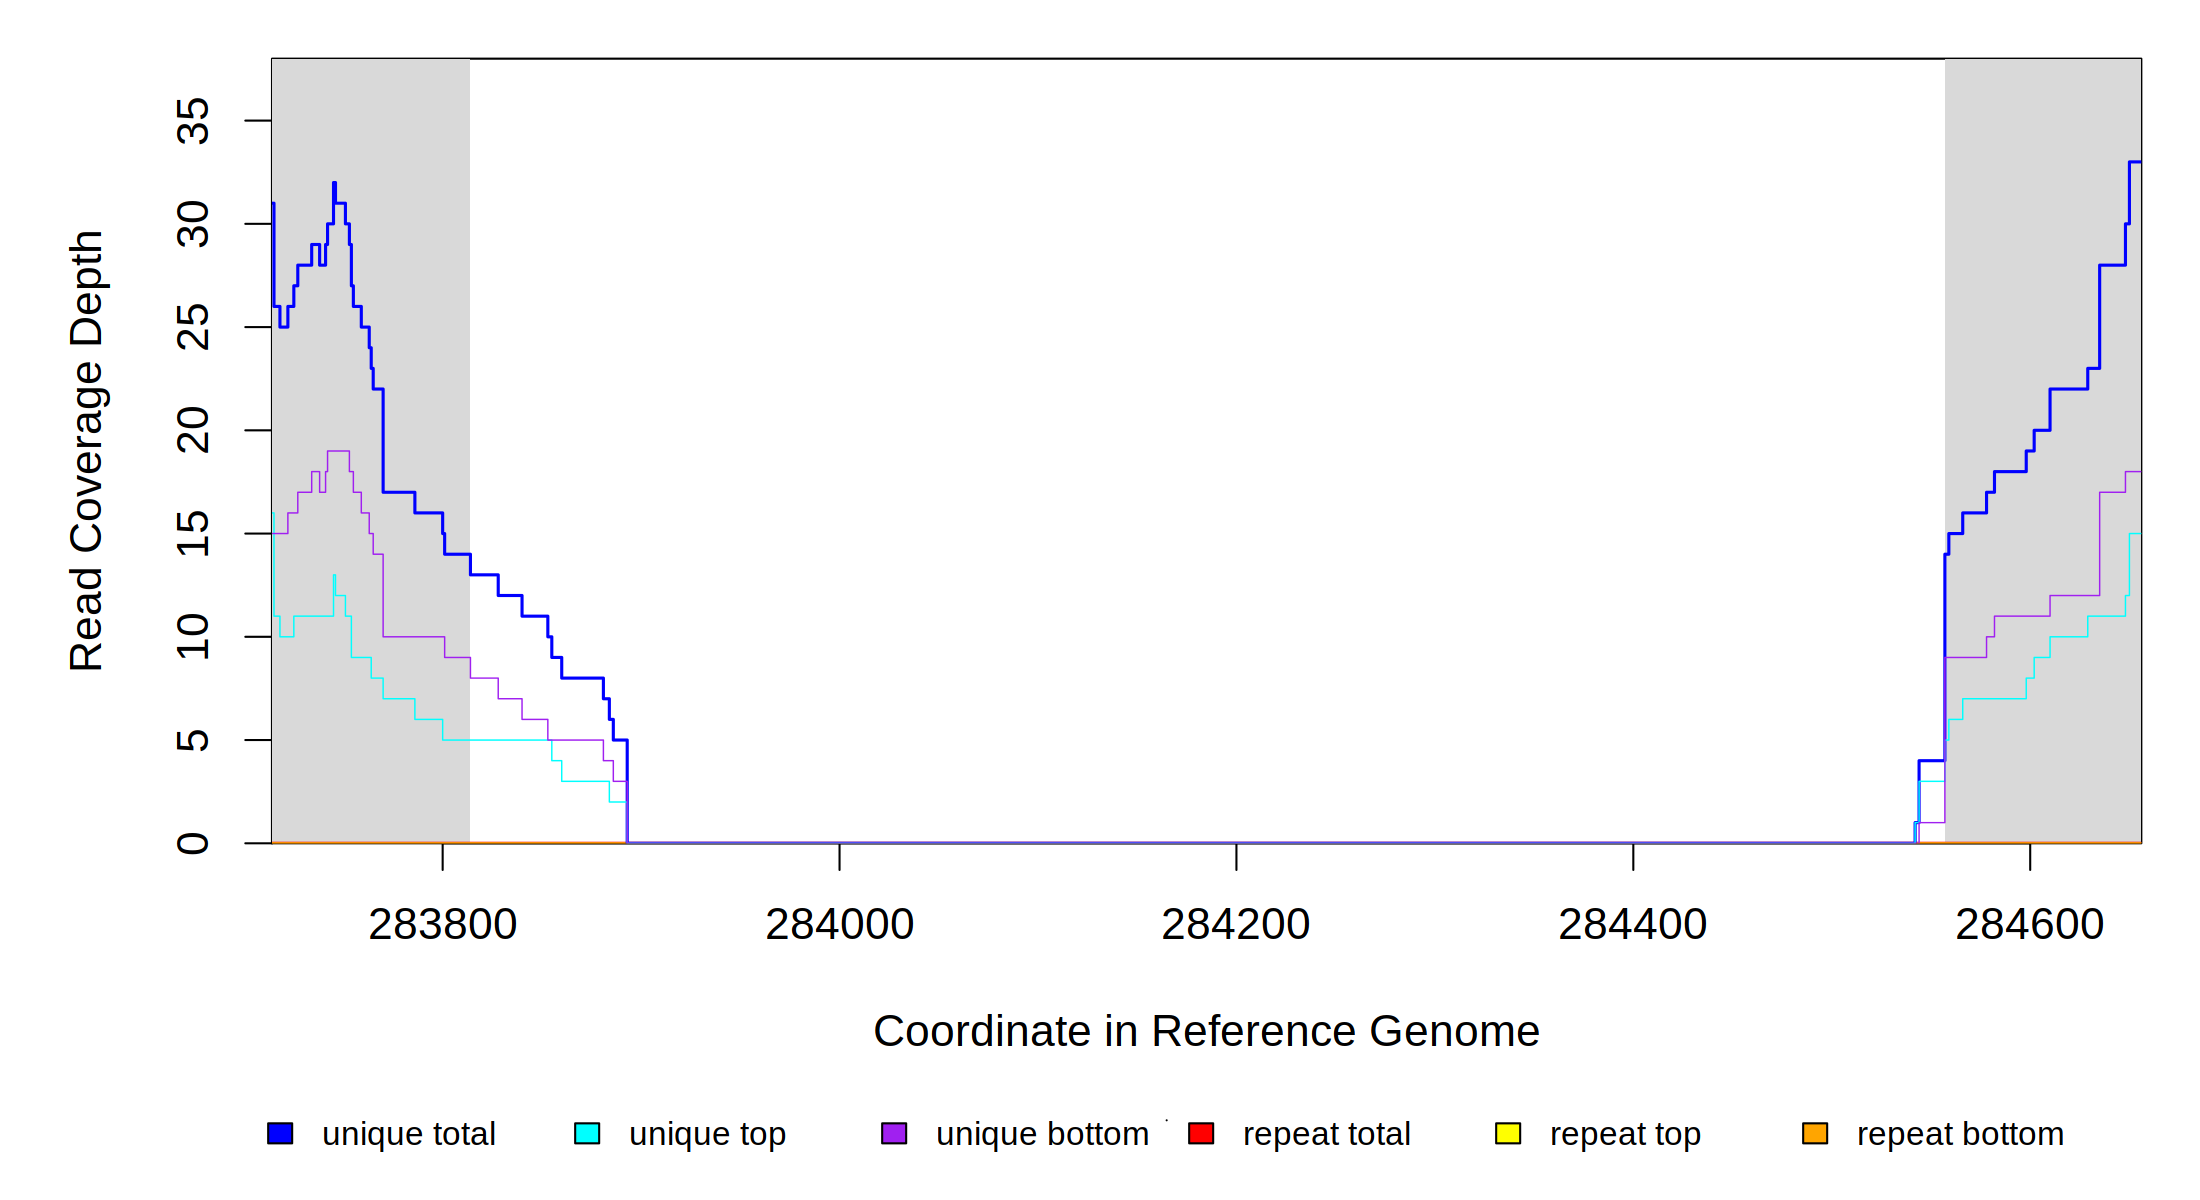 35
30
25
20
15
10
5
0
Read Coverage Depth
283800 284000 284200 284400 284600
Coordinate in Reference Genome
unique total unique top unique bottom repeat total repeat top repeat bottom